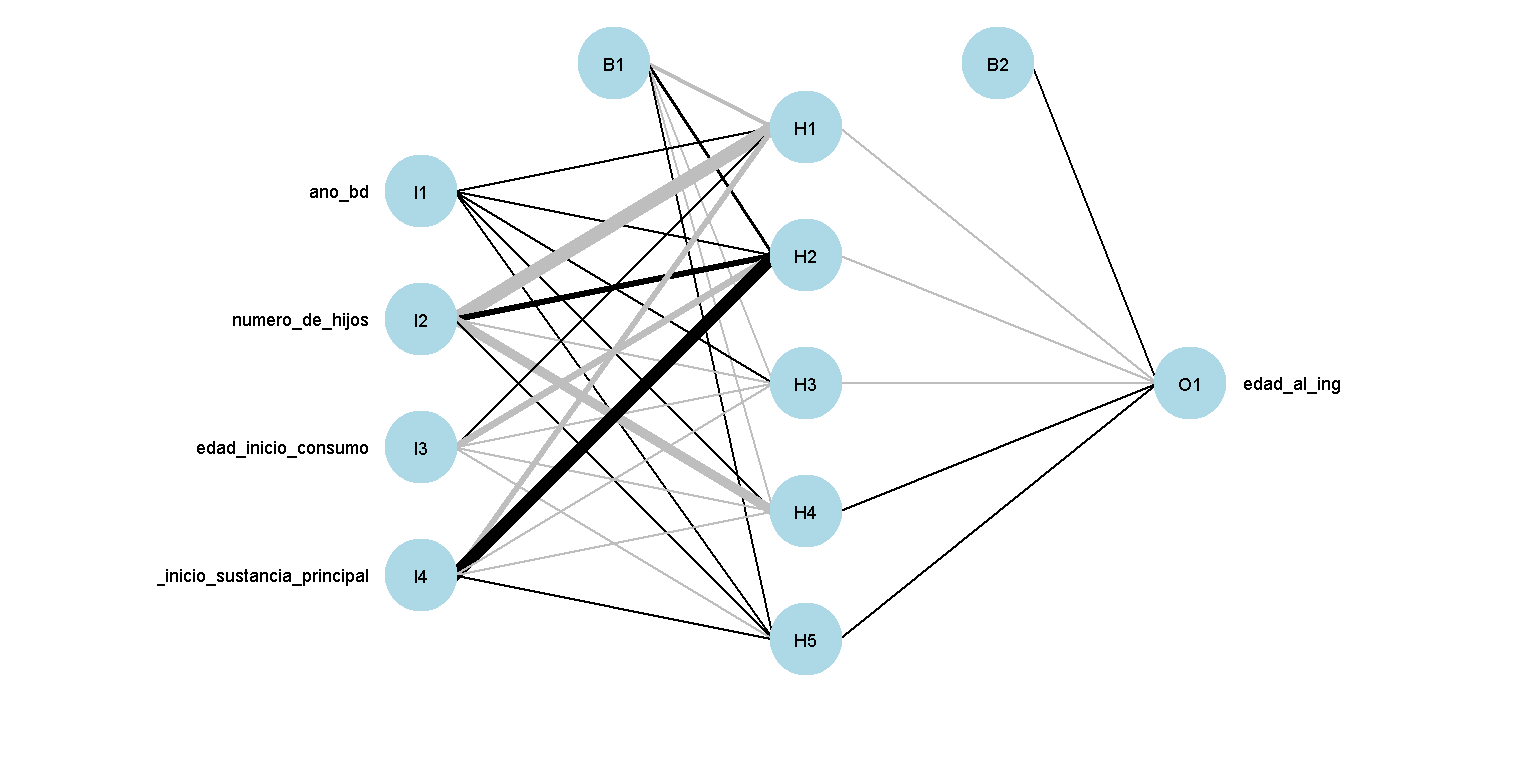 B1
B2
H1
ano_bd I1
H2
numero_de_hijos I2
H3 O1 edad_al_ing
edad_inicio_consumo I3
H4
_inicio_sustancia_principal I4
H5